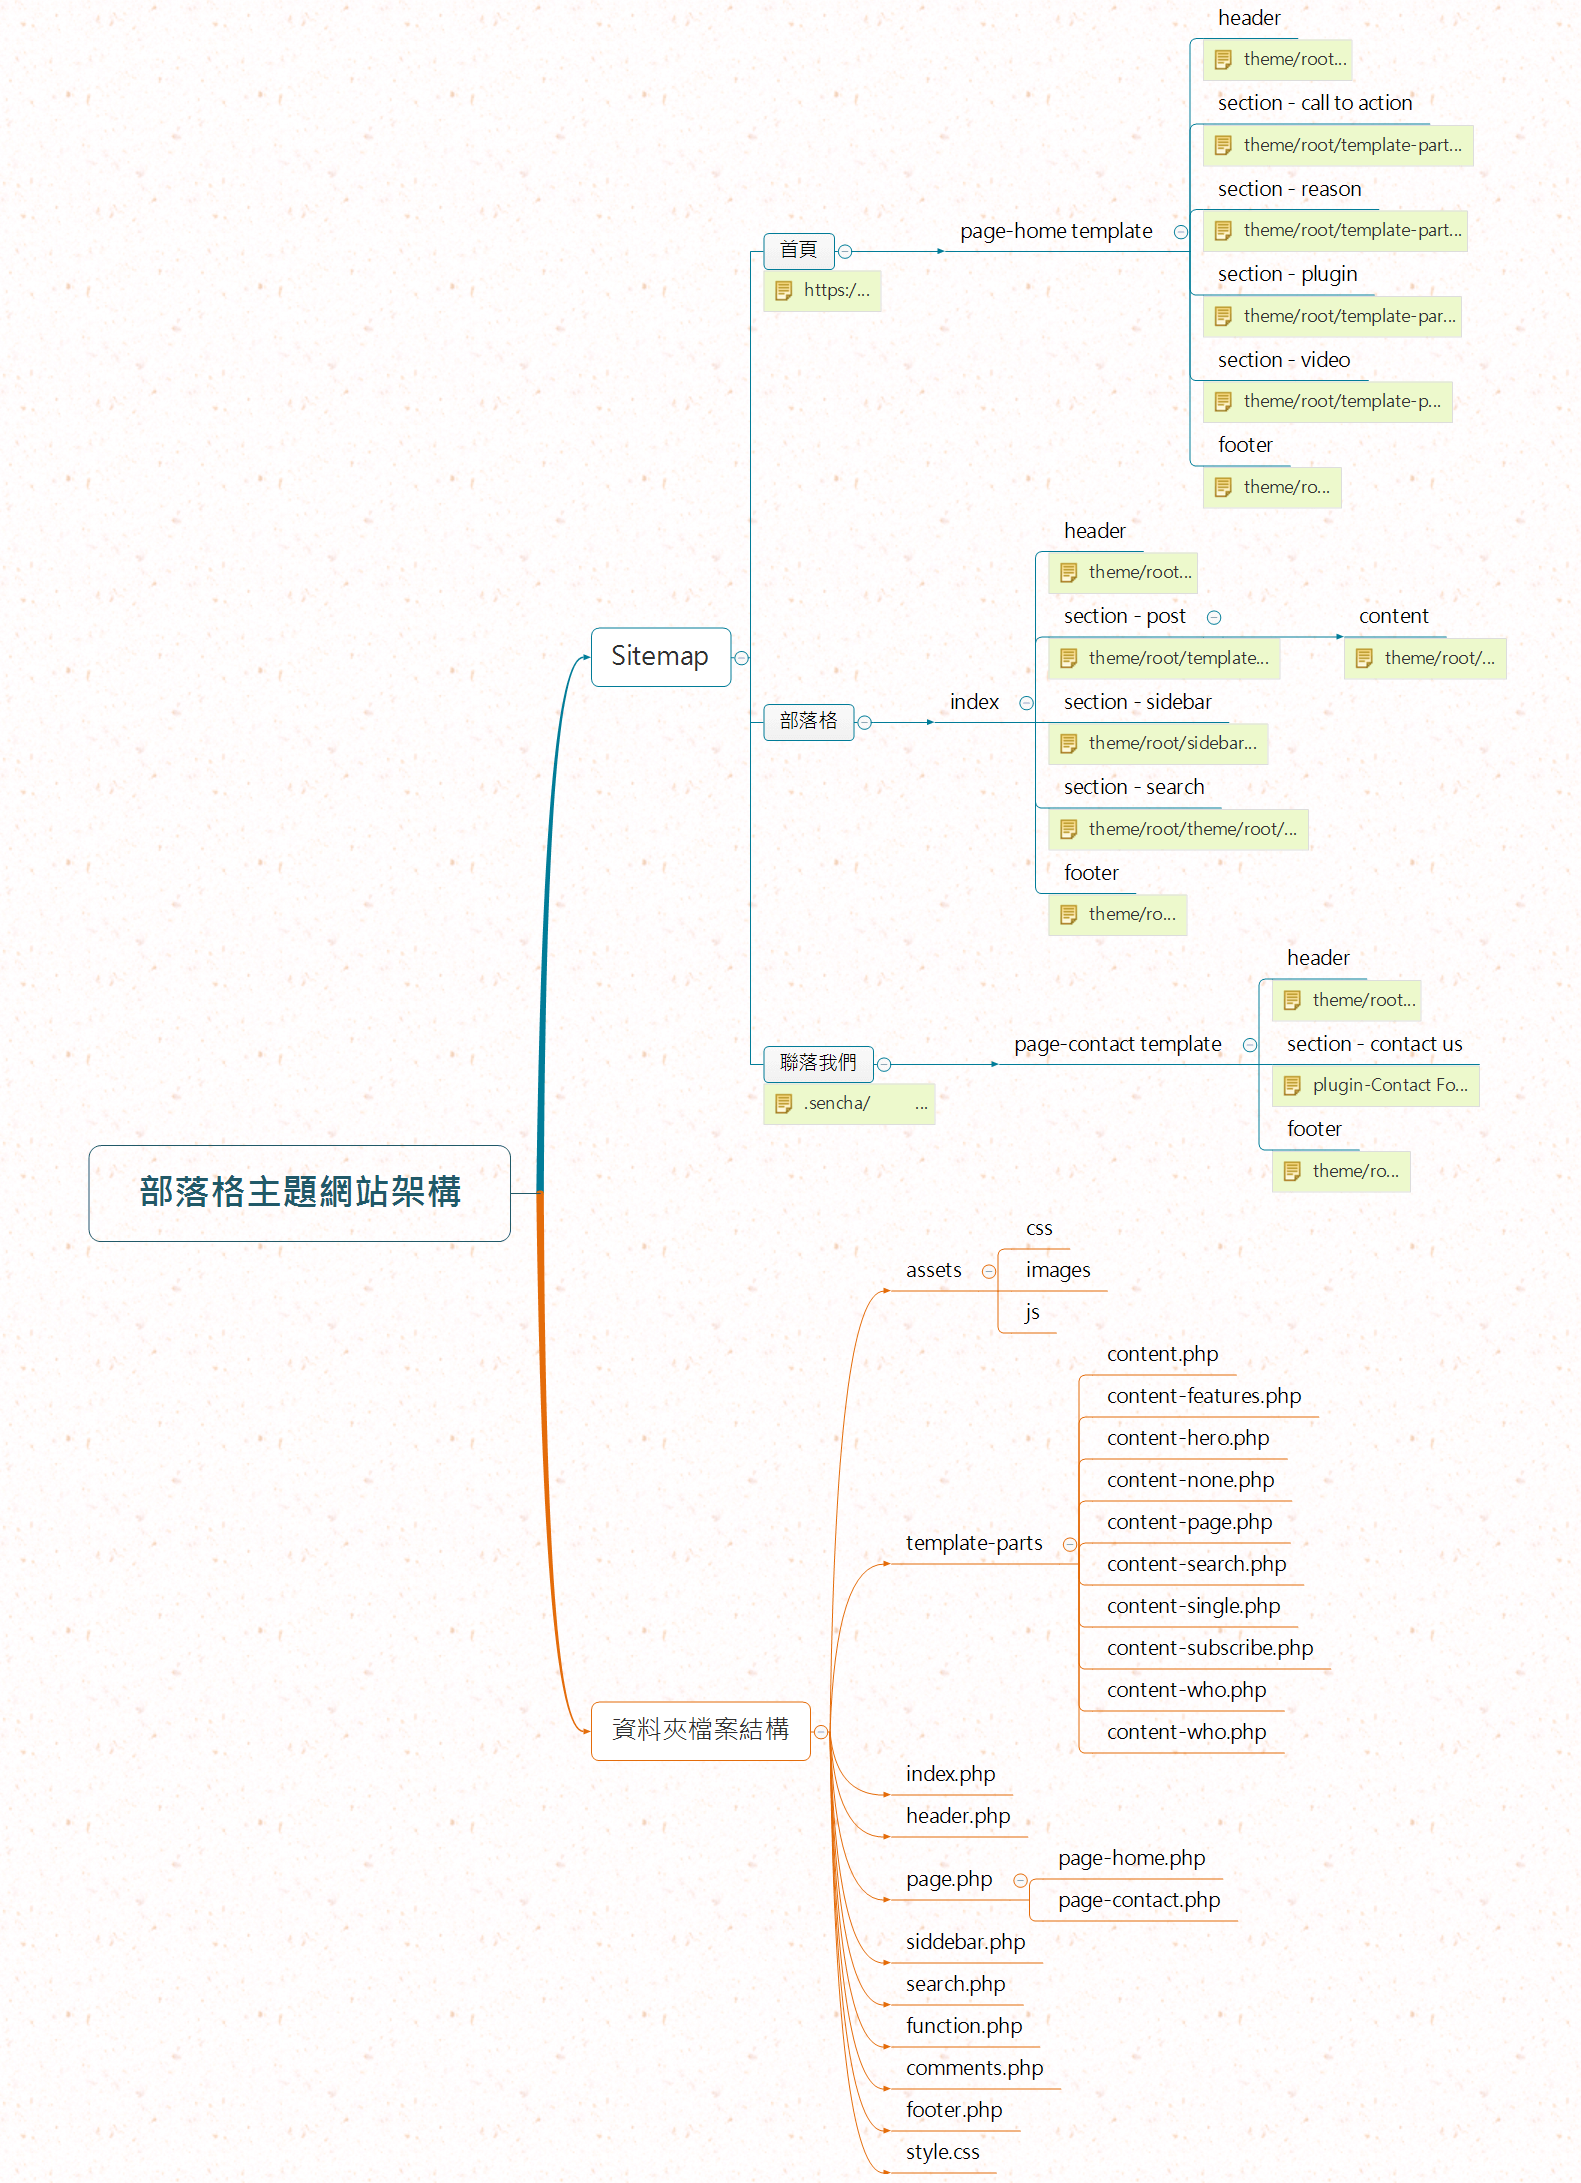 部落格主題網站架構
Sitemap
首頁
https:/...
page-home template
header
theme/root...
section - call to action
theme/root/template-part...
section - reason
theme/root/template-part...
section - plugin
theme/root/template-par...
section - video
theme/root/template-p...
footer
theme/ro...
部落格
index
header
theme/root...
section - post
theme/root/template...
content
theme/root/...
section - sidebar
theme/root/sidebar...
section - search
theme/root/theme/root/...
footer
theme/ro...
聯落我們
.sencha/ ...
page-contact template
header
theme/root...
section - contact us
plugin-Contact Fo...
footer
theme/ro...
資料夾檔案結構
assets
css
images
js
template-parts
content.php
content-features.php
content-hero.php
content-none.php
content-page.php
content-search.php
content-single.php
content-subscribe.php
content-who.php
content-who.php
index.php
header.php
page.php
page-home.php
page-contact.php
siddebar.php
search.php
function.php
comments.php
footer.php
style.css